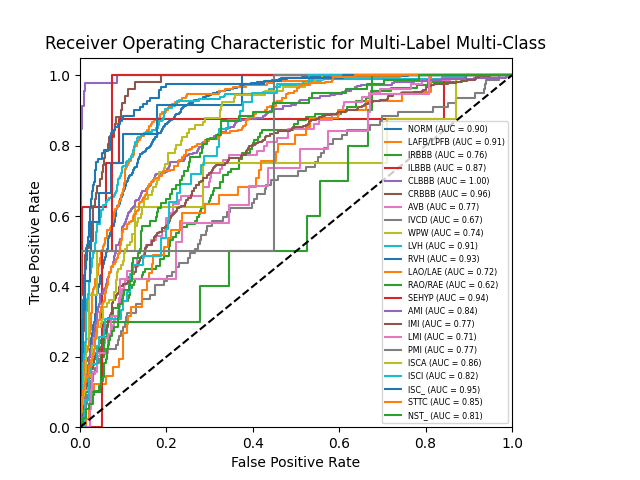 Receiver Operating Characteristic for Multi-Label Multi-Class
1.0
0.8
0.6
0.4
0.2
0.0
True Positive Rate
0.0 0.2 0.4 0.6 0.8 1.0
False Positive Rate
NORM (AUC = 0.90)
LAFB/LPFB (AUC = 0.91)
IRBBB (AUC = 0.76)
ILBBB (AUC = 0.87)
CLBBB (AUC = 1.00)
CRBBB (AUC = 0.96)
AVB (AUC = 0.77)
IVCD (AUC = 0.67)
WPW (AUC = 0.74)
LVH (AUC = 0.91)
RVH (AUC = 0.93)
LAO/LAE (AUC = 0.72)
RAO/RAE (AUC = 0.62)
SEHYP (AUC = 0.94)
AMI (AUC = 0.84)
IMI (AUC = 0.77)
LMI (AUC = 0.71)
PMI (AUC = 0.77)
ISCA (AUC = 0.86)
ISCI (AUC = 0.82)
ISC_ (AUC = 0.95)
STTC (AUC = 0.85)
NST_ (AUC = 0.81)